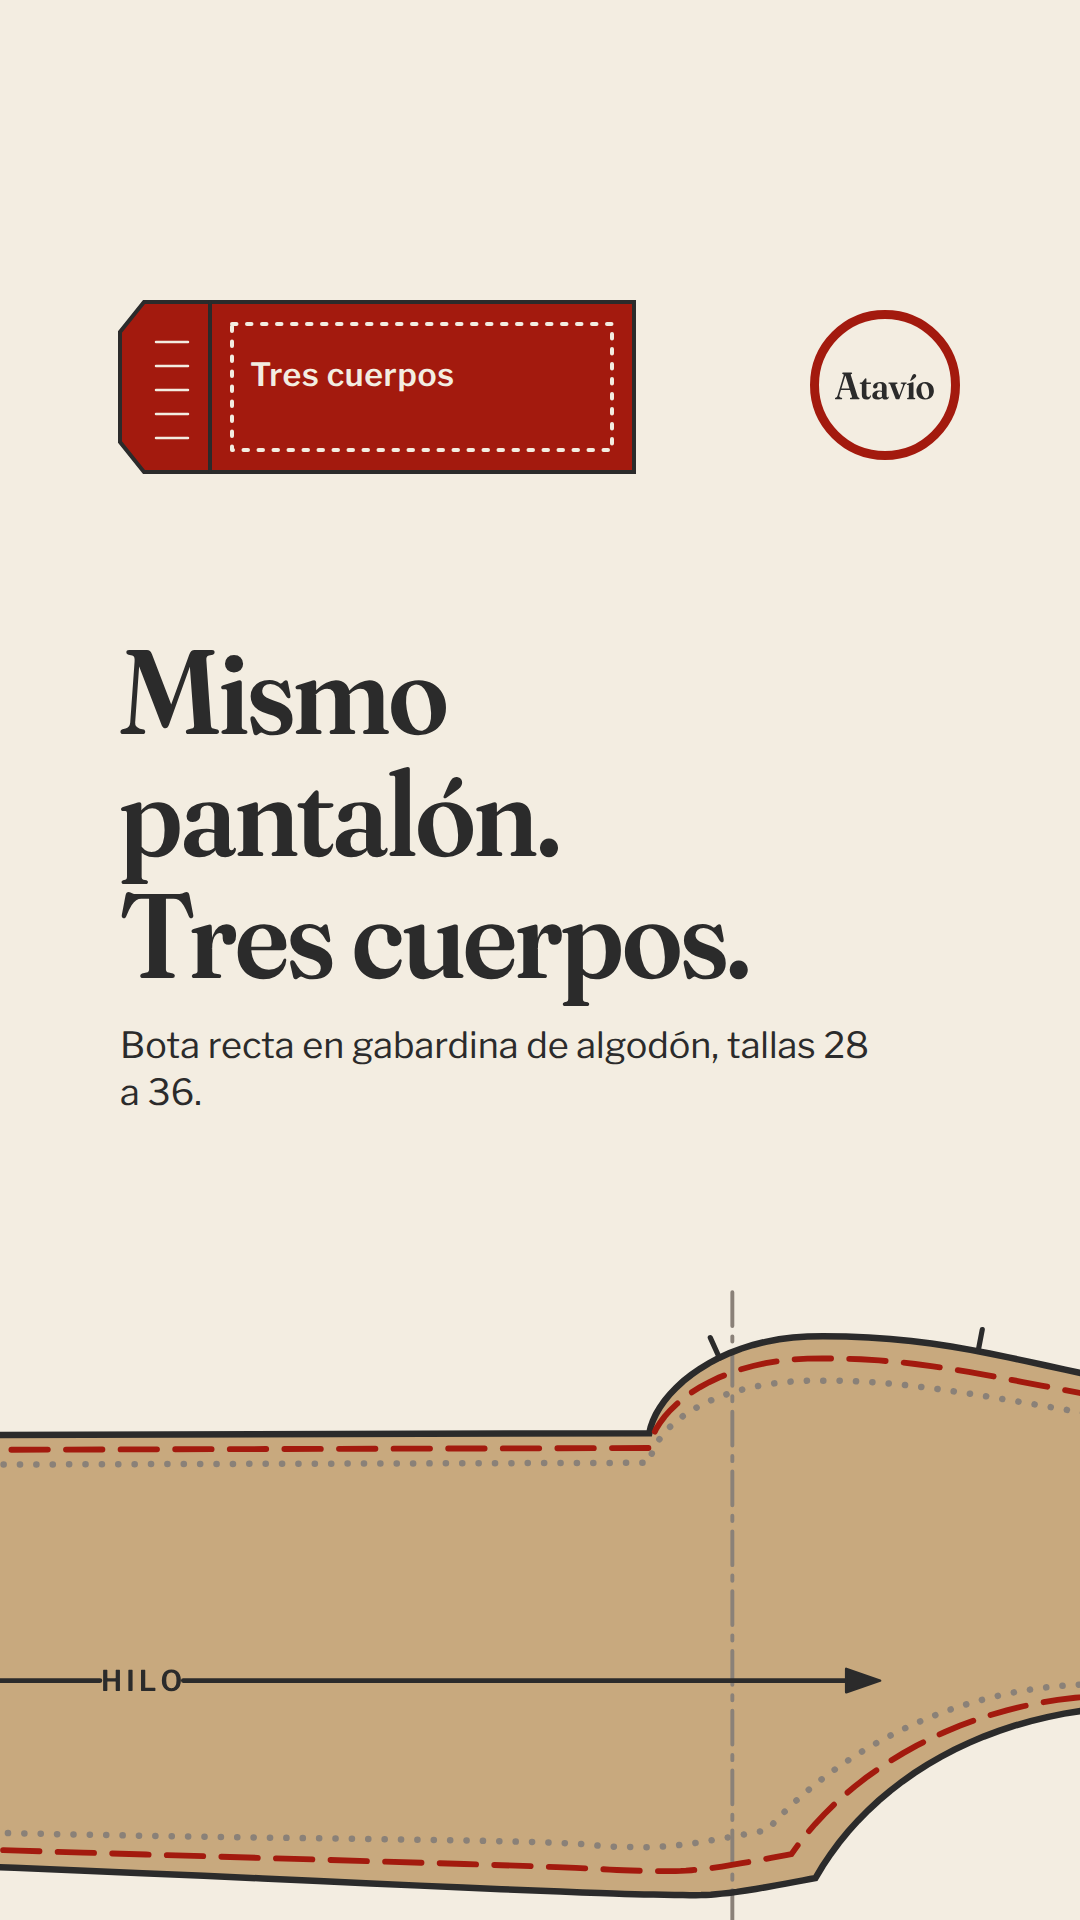 Tres cuerpos
Atavío
Mismo
pantalón.
Tres cuerpos.
Bota recta en gabardina de algodón, tallas 28
a 36.
HILO